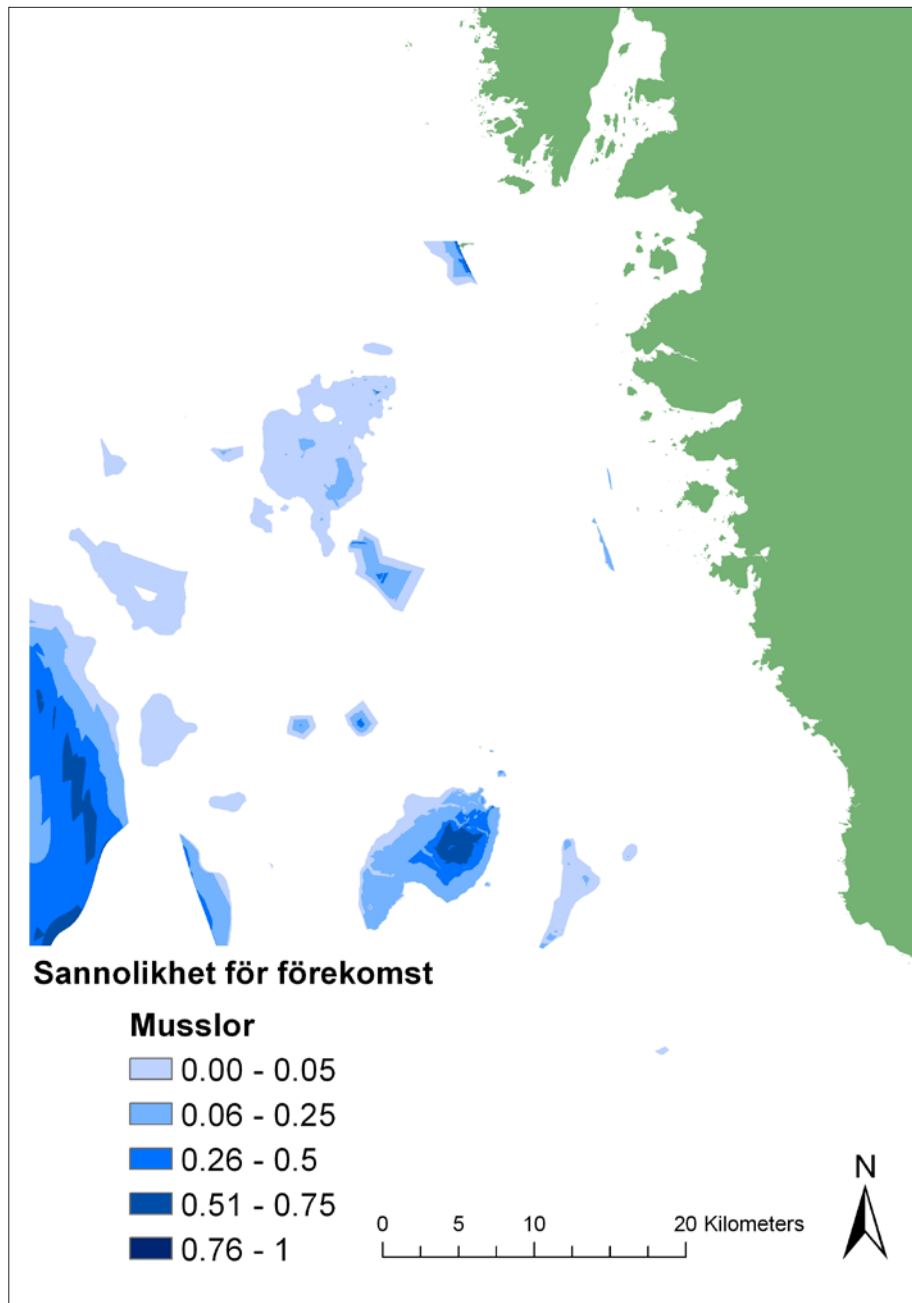 Sannolikhet för förekomst
Musslor
0.00 - 0.05
0.06 - 0.25
0.26 - 0.5
0.51 - 0.75
0.76 - 1
0 5 10 20 Kilometers
N